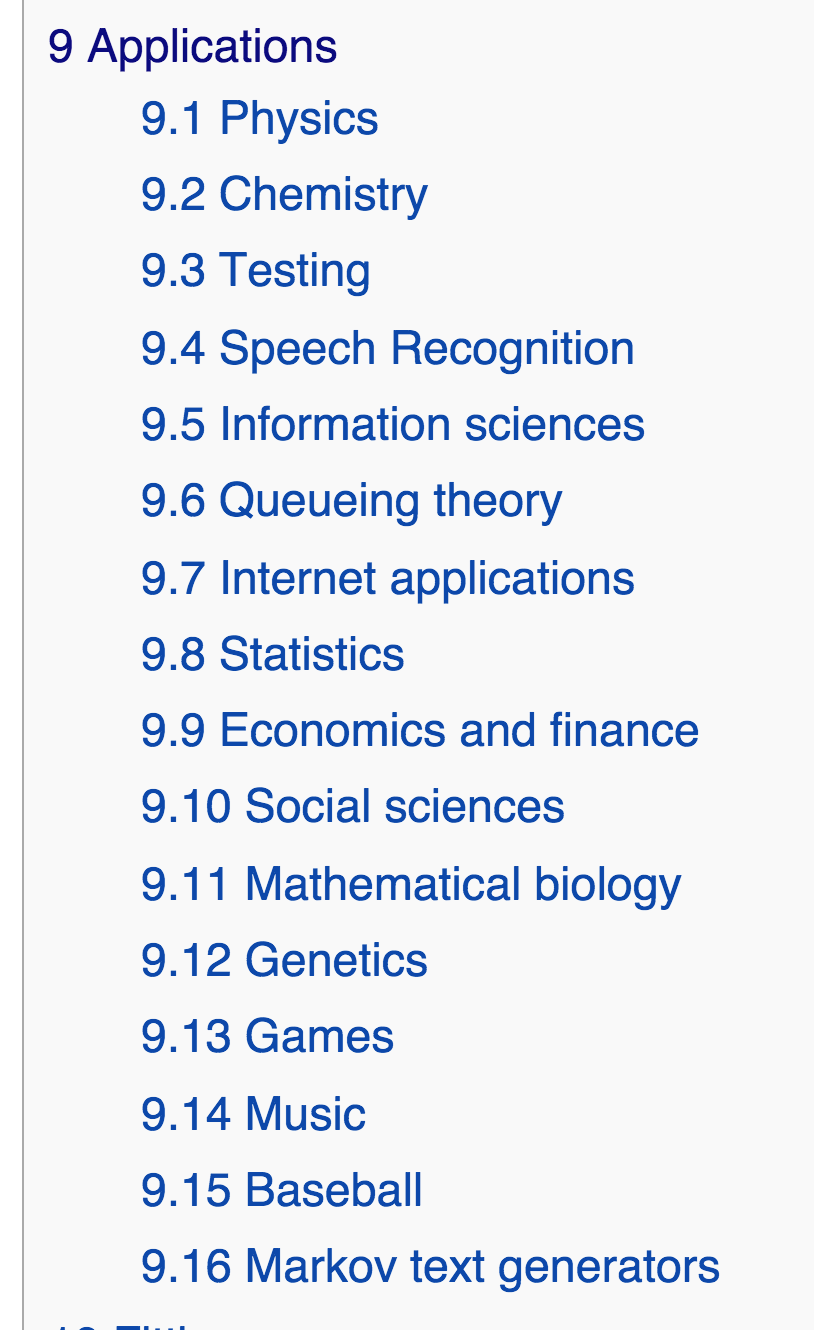 9 Applications
9.1 Physics
9.2 Chemistry
9.3 Testing
9.4 Speech Recognition
9.5 Information sciences
9.6 Queueing theory
9.7 Internet applications
9.8 Statistics
9.9 Economics and finance
9.10 Social sciences
9.11 Mathematical biology
9.12 Genetics
9.13 Games
9.14 Music
9.15 Baseball
9.16 Markov text generators